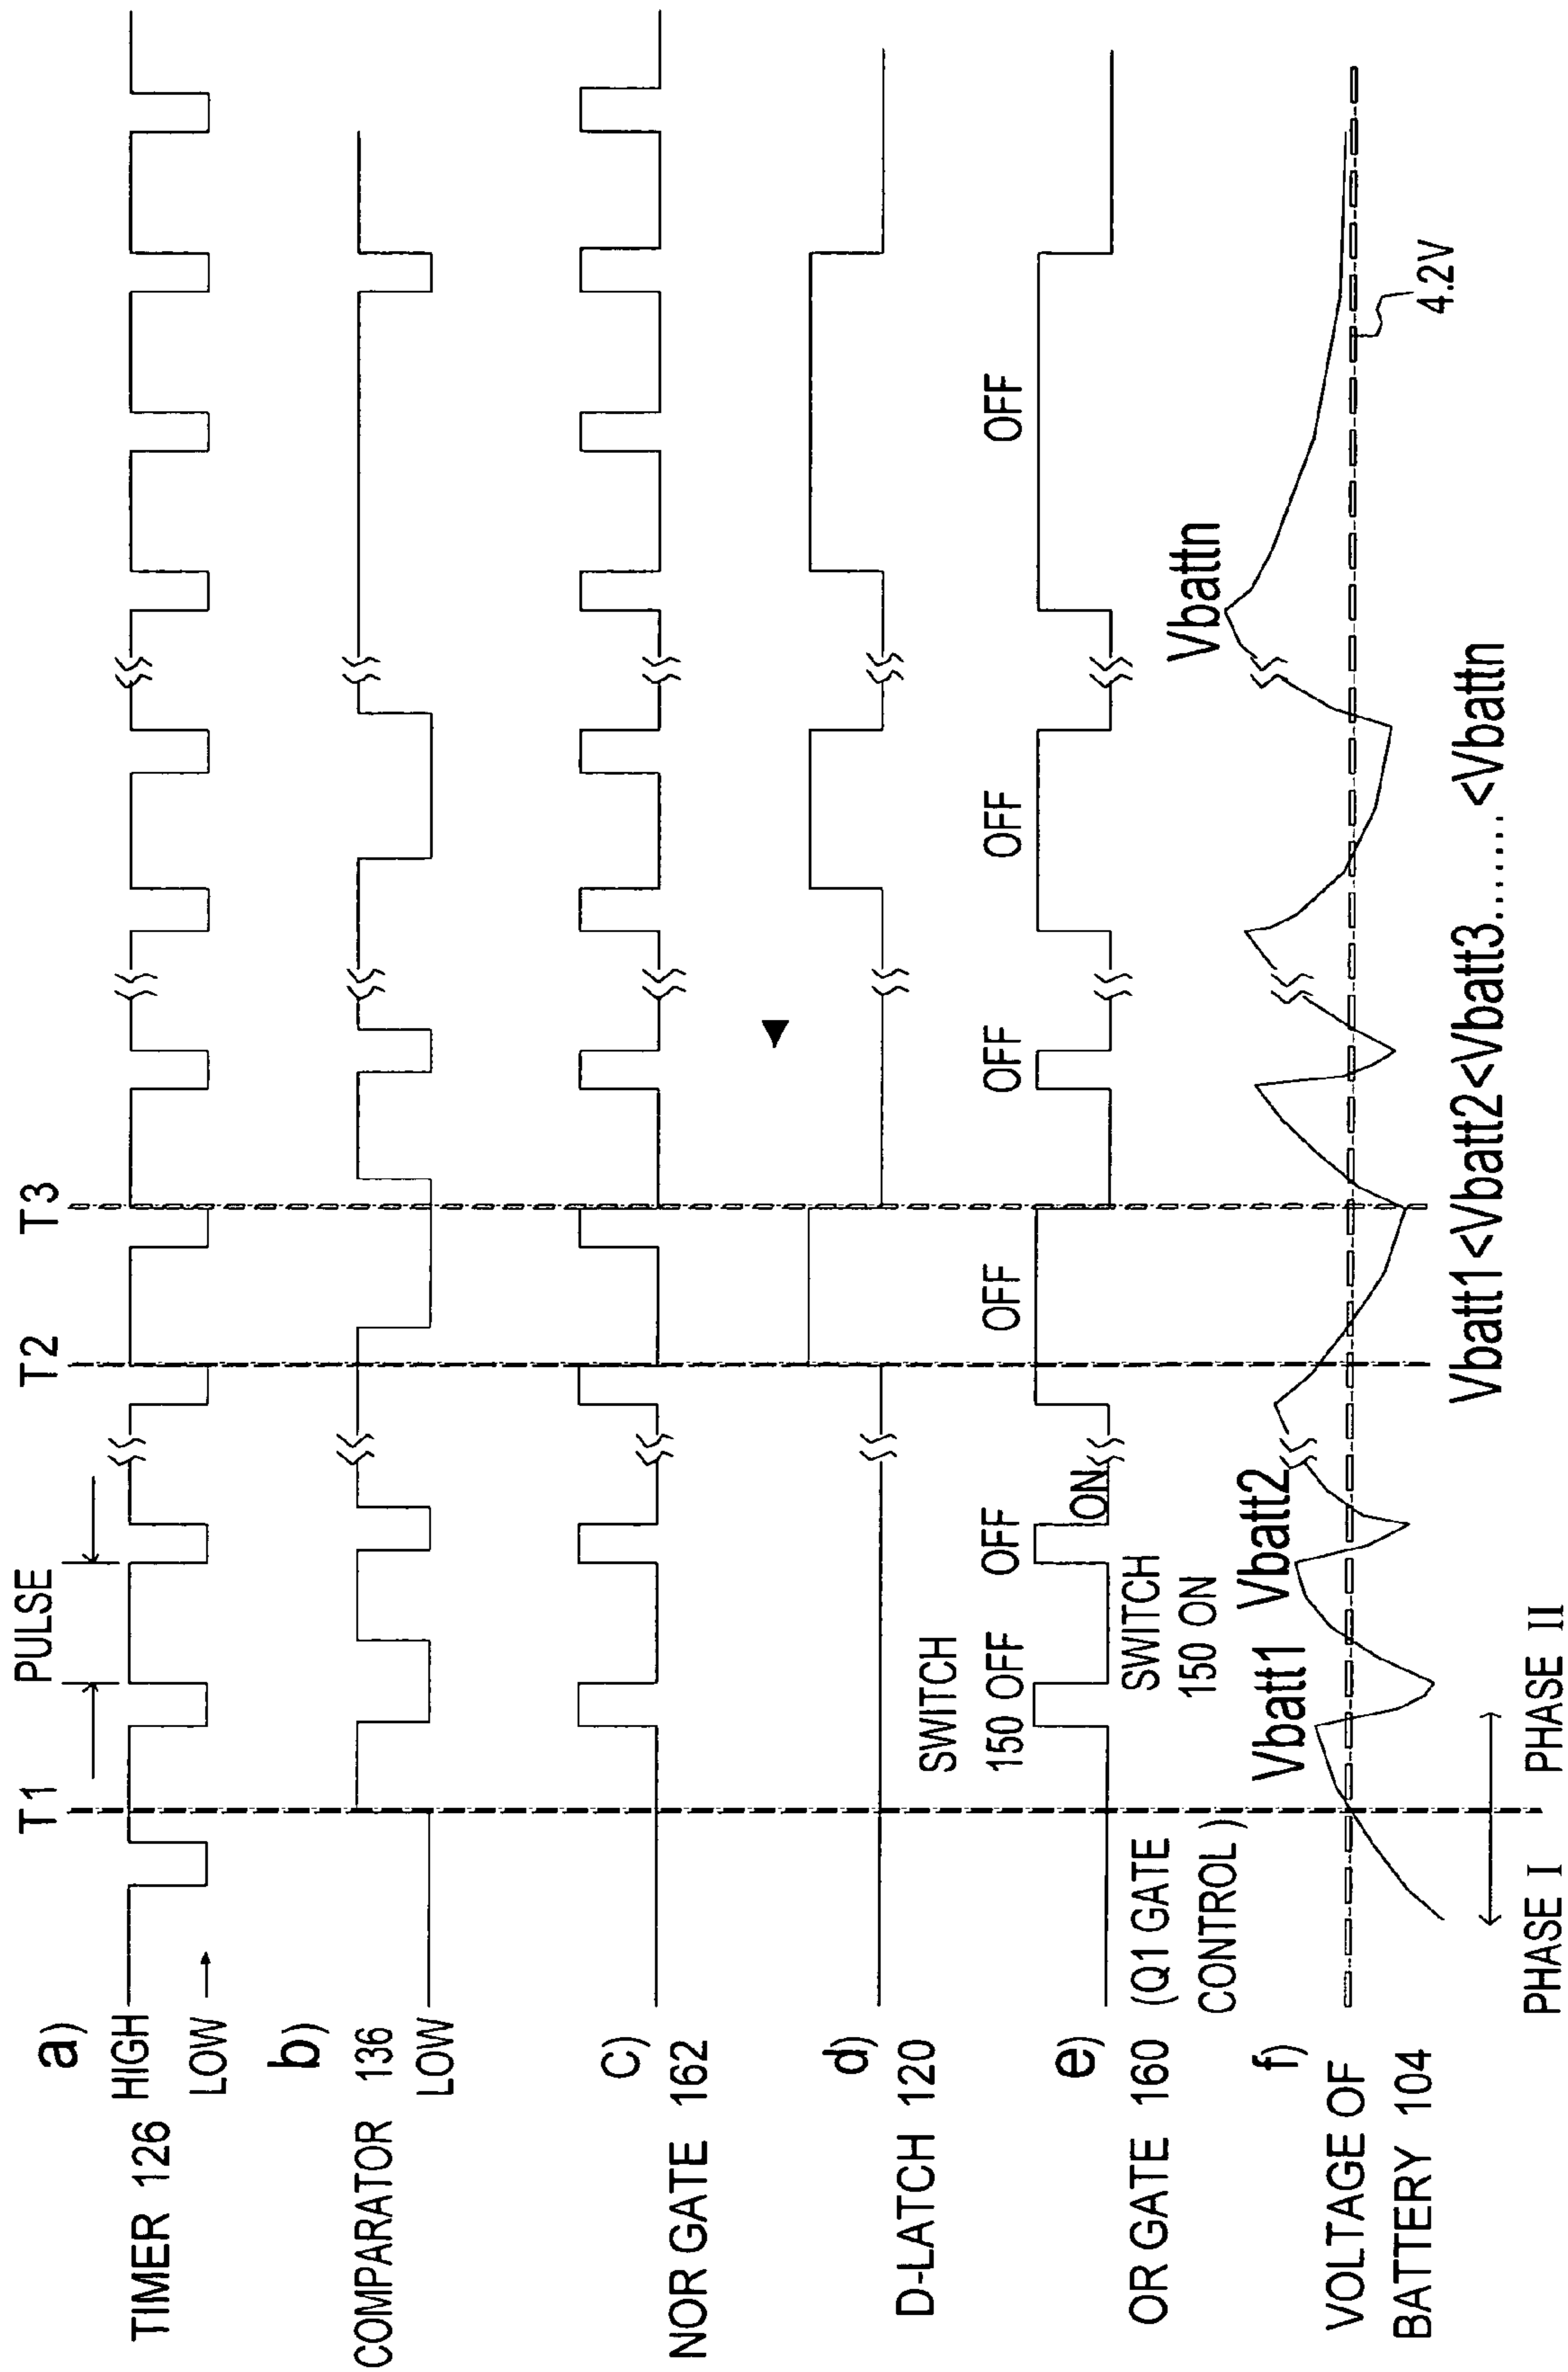 T1
PULSE
T2
T3
a)
HIGH
TIMER 126
LOW
b)
COMPARATOR 136
LOW
c)
NOR GATE 162
d)
D-LATCH 120
SWITCH
150 OFF
OFF
OFF
OFF
OFF
OFF
ON
e)
OR GATE 160
(Q1 GATE
CONTROL)
SWITCH
150 ON
f)
VOLTAGE OF
BATTERY 104
Vbatt1
Vbatt2
Vbattn
4.2V
Vbatt1<Vbatt2<Vbatt3....... <Vbattn
PHASE I
PHASE II